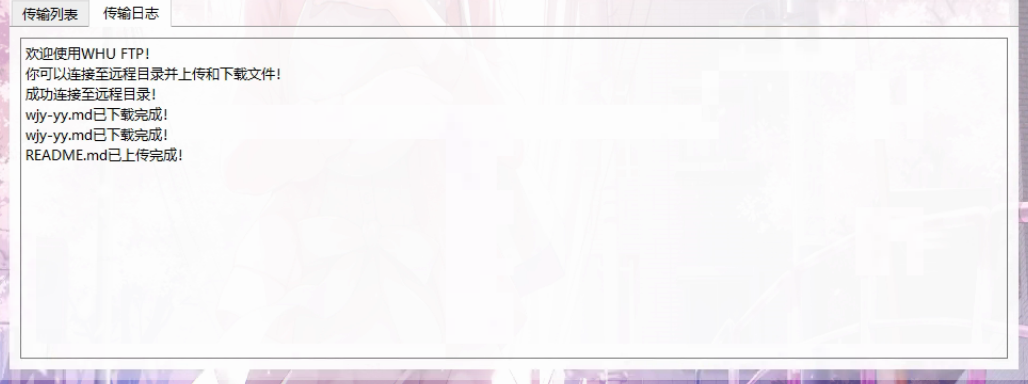 传输列表 传输日志
欢迎使用WHU FTP!
你可以连接至远程目录并上传和下载文件!
成功连接至远程目录!
wjy-yy.md已下载完成!
wjy-yy.md已下载完成!
README.md已上传完成!